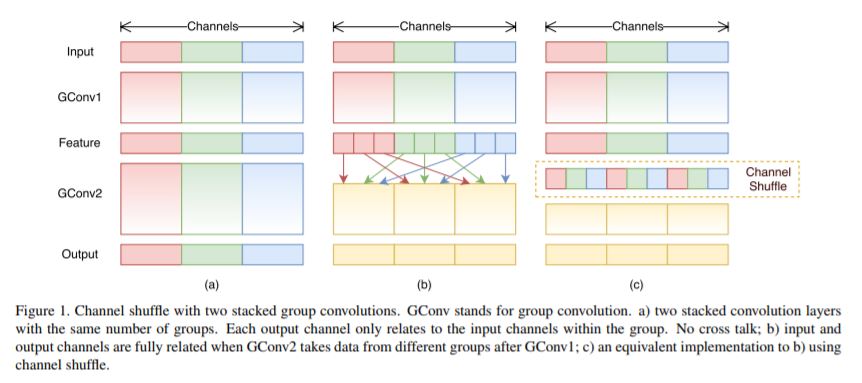 Channels Channels Channels
Input
GConv1
Feature
GConv2
Channel
Shuffle
Output
(a) (b) (c)
Figure 1. Channel shuffle with two stacked group convolutions. GConv stands for group convolution. a) two stacked convolution layers
with the same number of groups. Each output channel only relates to the input channels within the group. No cross talk; b) input and
output channels are fully related when GConv2 takes data from different groups after GConv1; c) an equivalent implementation to b) using
channel shuffle.